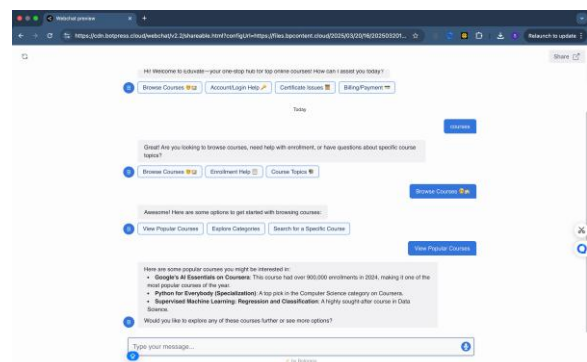 Webchat preview
https://cdn.botpress.cloud/webchat/v2.2/shareable.html?configUrl=https://files.bpcontent.cloud/2025/03/20/16/202503201...
Relaunch to update
Share
Hi! Welcome to Eduvate—your one-stop hub for top online courses! How can I assist you today?
Browse Courses
Account/Login Help
Certificate Issues
Billing/Payment
Today
courses
Great! Are you looking to browse courses, need help with enrollment, or have questions about specific course
topics?
Browse Courses
Enrollment Help
Course Topics
Browse Courses
Awesome! Here are some options to get started with browsing courses:
View Popular Courses
Explore Categories
Search for a Specific Course
View Popular Courses
Here are some popular courses you might be interested in:
• Google's AI Essentials on Coursera: This course had over 900,000 enrollments in 2024, making it one of the
most popular courses of the year.
• Python for Everybody (Specialization): A top pick in the Computer Science category on Coursera.
• Supervised Machine Learning: Regression and Classification: A highly sought-after course in Data
Science.
Would you like to explore any of these courses further or see more options?
Type your message...